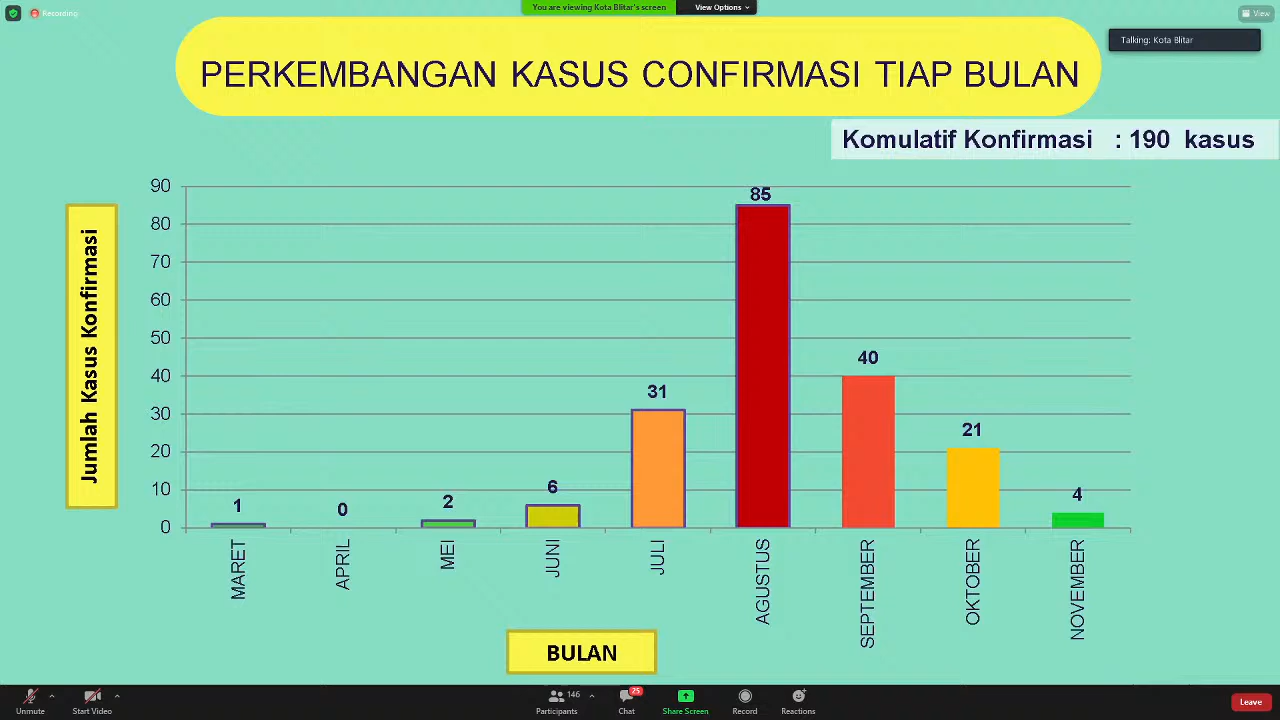 Recording
You are viewing Kota Blitar's screen
View Options
View
Talking: Kota Blitar
PERKEMBANGAN KASUS CONFIRMASI TIAP BULAN
Komulatif Konfirmasi : 190 kasus
Jumlah Kasus Konfirmasi
90
80
70
60
50
40
30
20
10
0
1
0
2
6
31
85
40
21
4
MARET
APRIL
MEI
JUNI
JULI
AGUSTUS
SEPTEMBER
OKTOBER
NOVEMBER
BULAN
Unmute
Start Video
146
Participants
25
Chat
Share Screen
Record
Reactions
Leave